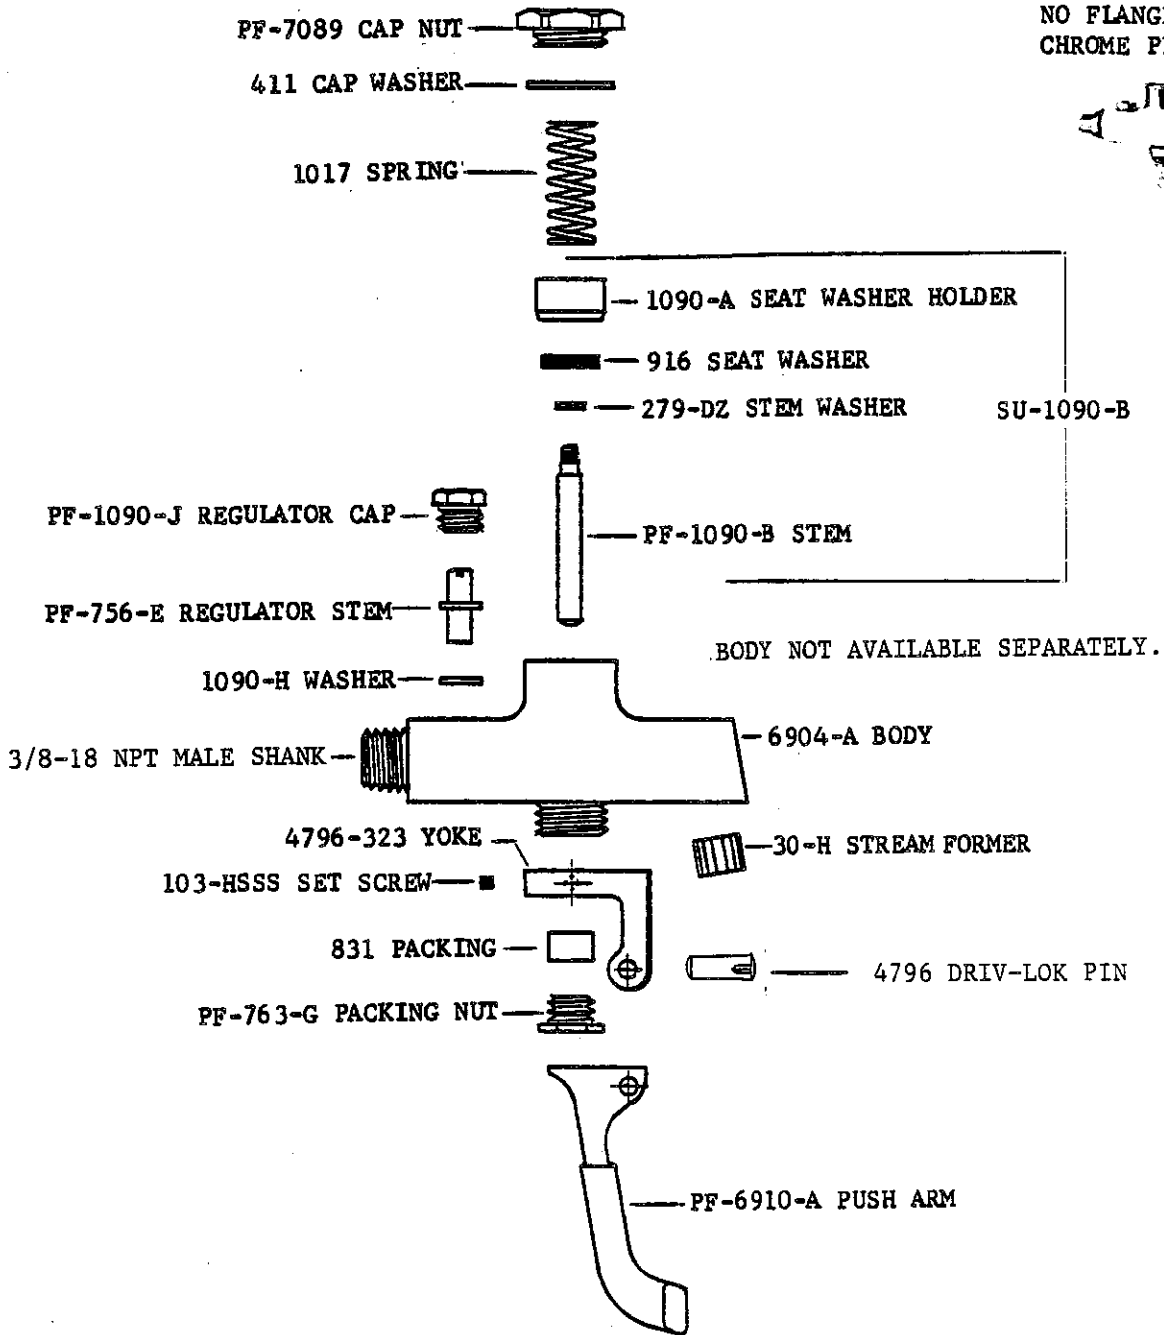 PF-7089 CAP NUT
NO FLANG
CHROME P
411 CAP WASHER
1017 SPRING
1090-A SEAT WASHER HOLDER
916 SEAT WASHER
279-DZ STEM WASHER
SU-1090-B
PF-1090-J REGULATOR CAP
PF-1090-B STEM
PF-756-E REGULATOR STEM
BODY NOT AVAILABLE SEPARATELY.
1090-H WASHER
6904-A BODY
3/8-18 NPT MALE SHANK
4796-323 YOKE
30-H STREAM FORMER
103-HSSS SET SCREW
831 PACKING
4796 DRIV-LOK PIN
PF-763-G PACKING NUT
PF-6910-A PUSH ARM